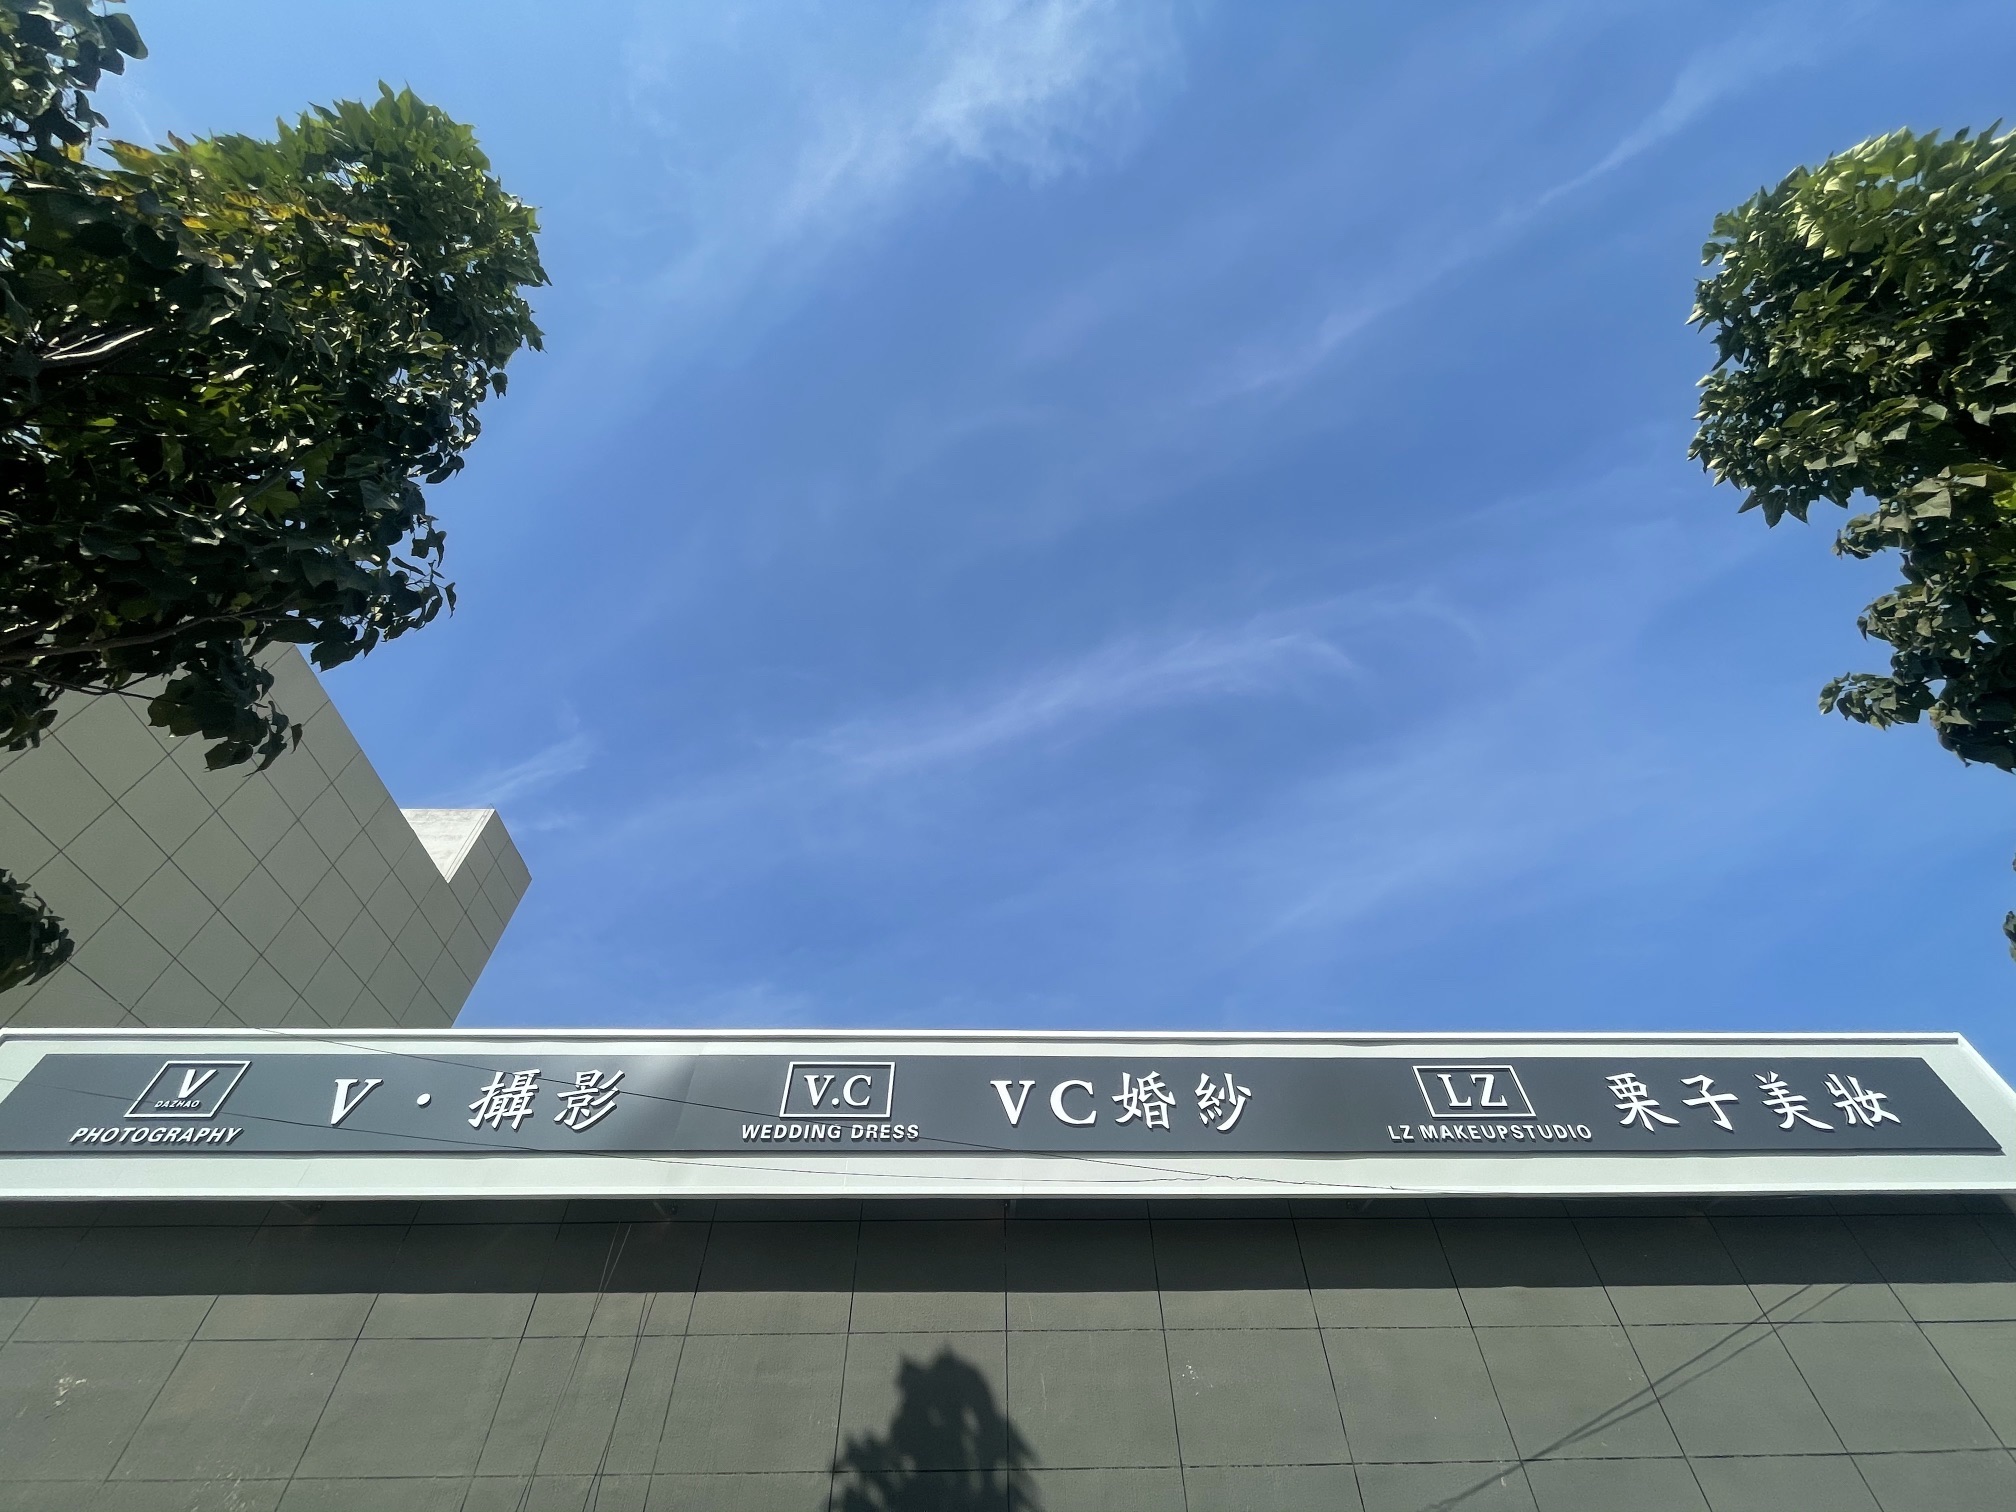 V
DAZHAO
PHOTOGRAPHY
V·攝影
V.C
WEDDING DRESS
VC婚紗
LZ
LZ MAKEUPSTUDIO
栗子美妝